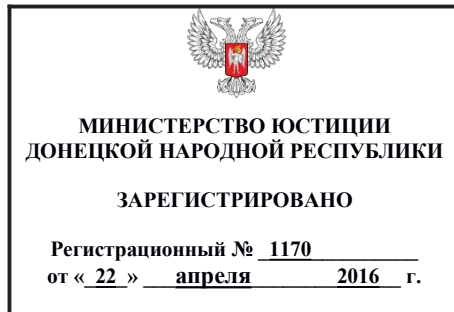 МИНИСТЕРСТВО ЮСТИЦИИ
ДОНЕЦКОЙ НАРОДНОЙ РЕСПУБЛИКИ
ЗАРЕГИСТРИРОВАНО
Регистрационный № 1170
от « 22 » апреля 2016 г.